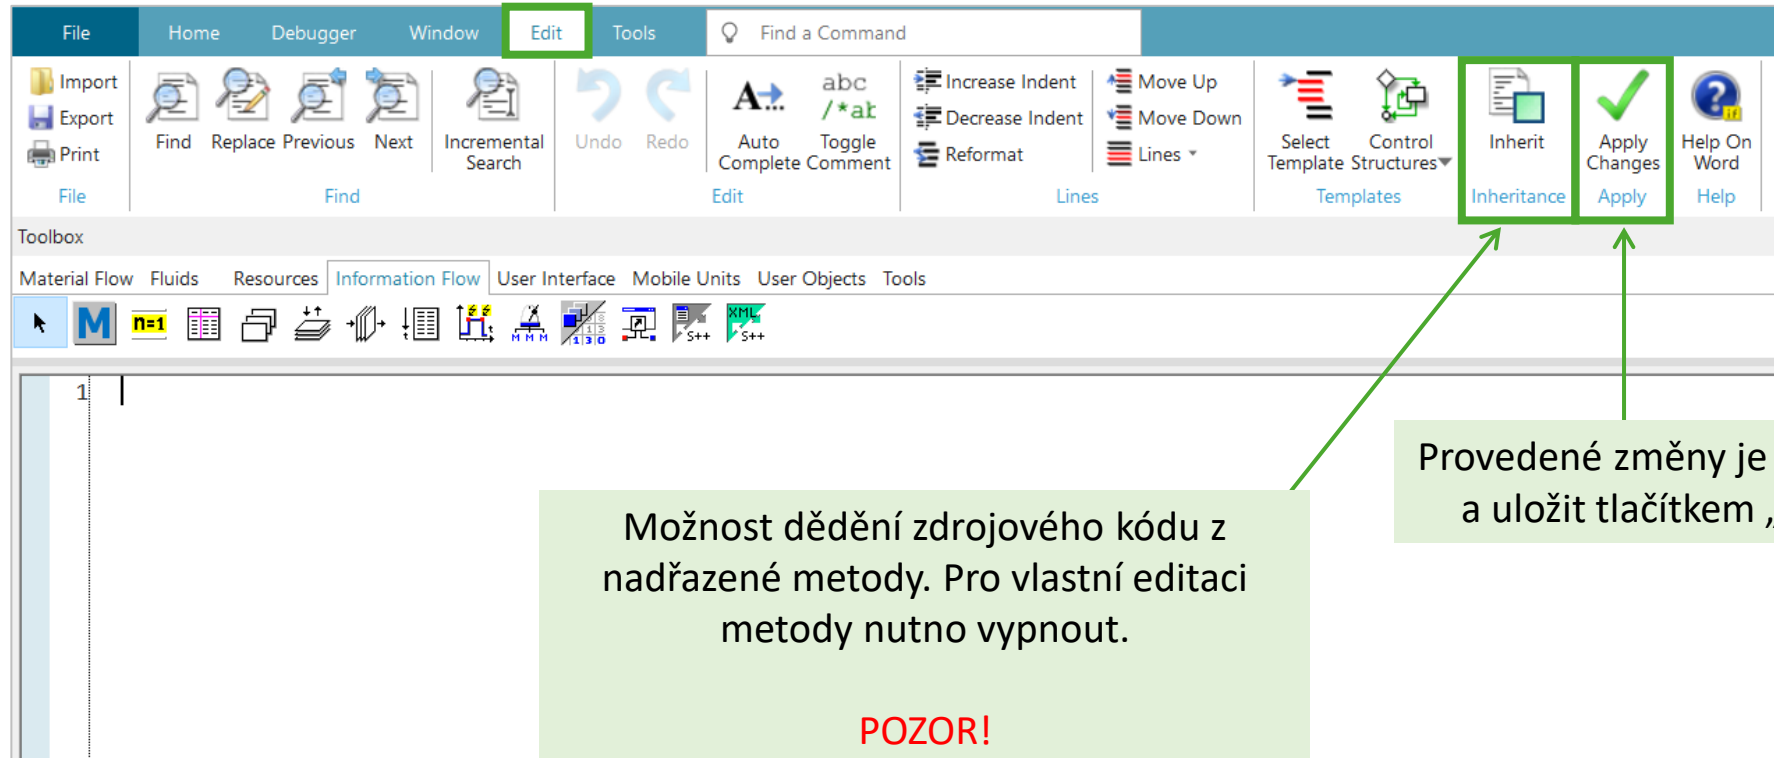 File Home Debugger Window Edit Tools Find a Command
Import
Export
Print
Find Replace Previous Next Incremental Search
Undo Redo
Auto Complete
abc
Toggle Comment
Increase Indent
Decrease Indent
Reformat
Move Up
Move Down
Lines
Select Template
Control Structures
Inherit
Apply Changes
Help On Word
File Find Edit Lines Templates Inheritance Apply Help
Toolbox
Material Flow Fluids Resources Information Flow User Interface Mobile Units User Objects Tools
M n=1 M M M S++ XML S++
1
Provedené změny je
a uložit tlačítkem „
Možnost dědění zdrojového kódu z
nadřazené metody. Pro vlastní editaci
metody nutno vypnout.
POZOR!